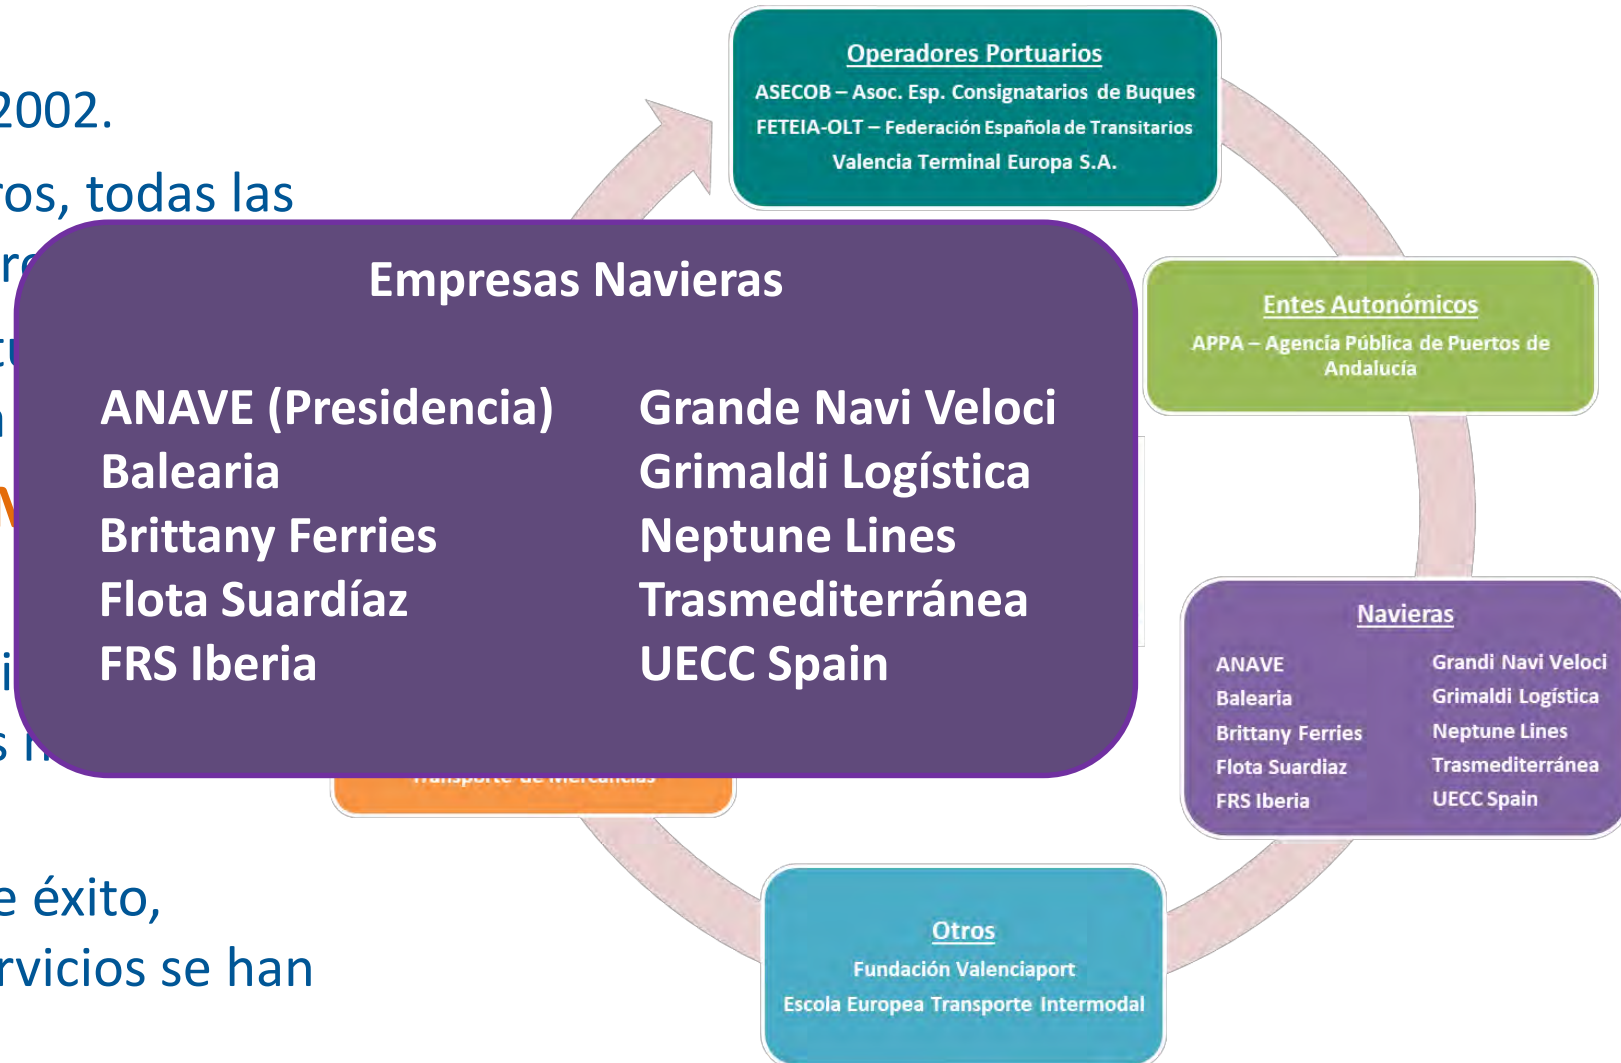 2002.
ros, todas las
e éxito,
ervicios se han
Empresas Navieras
ANAVE (Presidencia)
Balearia
Brittany Ferries
Flota Suardíaz
FRS Iberia
Grande Navi Veloci
Grimaldi Logística
Neptune Lines
Trasmediterránea
UECC Spain
Operadores Portuarios
ASECOB – Asoc. Esp. Consignatarios de Buques
FETEIA-OLT – Federación Española de Transitarios
Valencia Terminal Europa S.A.
Entes Autonómicos
APPA – Agencia Pública de Puertos de
Andalucía
Navieras
ANAVE
Balearia
Brittany Ferries
Flota Suardiaz
FRS Iberia
Grandi Navi Veloci
Grimaldi Logística
Neptune Lines
Trasmediterránea
UECC Spain
Otros
Fundación Valenciaport
Escola Europea Transporte Intermodal
Transporte de Mercancías